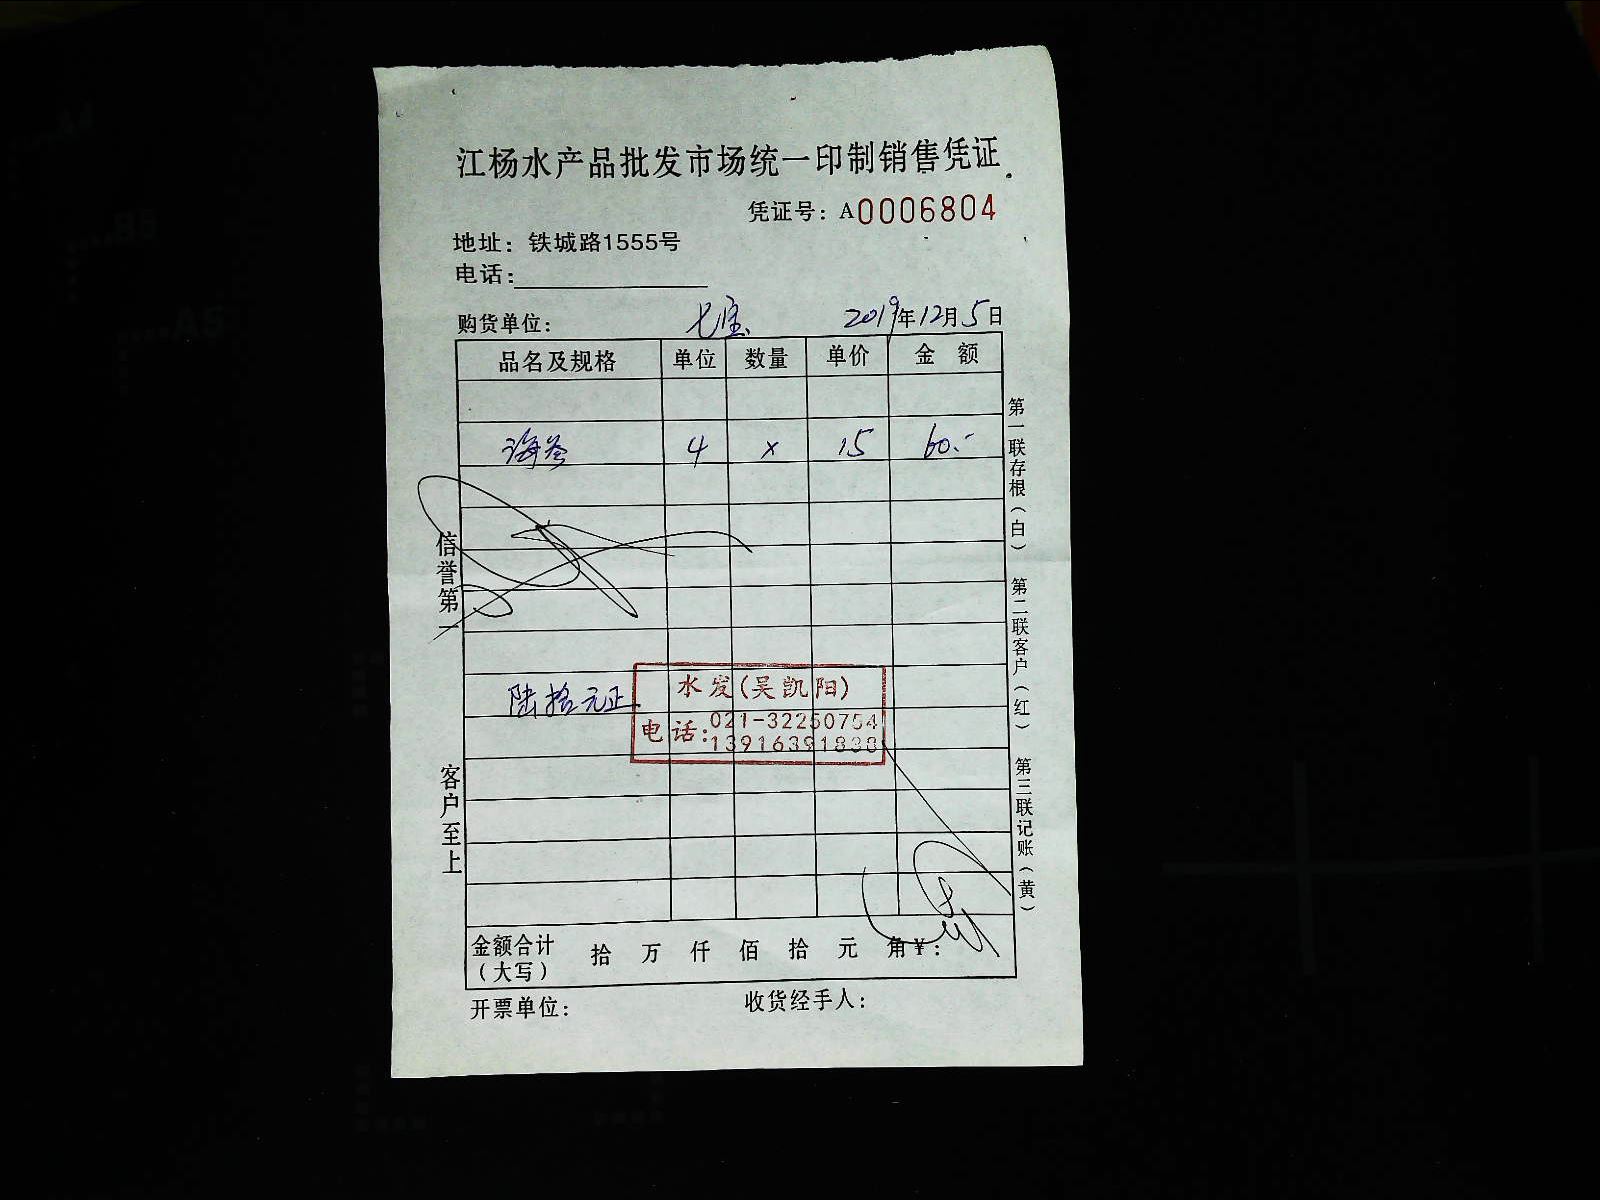 江杨水产品批发市场统一印制销售凭证
凭证号：A0006804
地址：铁城路1555号
电话：
购货单位： 七宝 2019年12月5日
品名及规格 单位 数量 单价 金 额
海参 4 x 15 60.-
陆拾元正
水发(吴凯阳)
电话：021-32250754
13916391838
金额合计 拾 万 仟 佰 拾 元 角￥：
（大写）
开票单位： 收货经手人：
信誉第一
客户至上
第一联存根（白） 第二联客户（红） 第三联记账（黄）